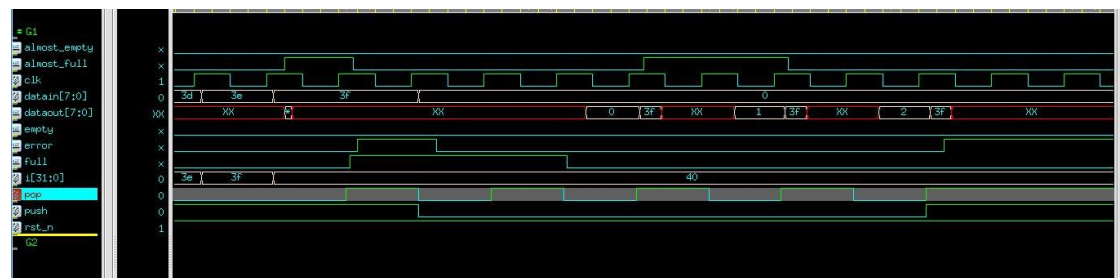 G1
almost_empty x
almost_full x
clk 1
datain[7:0] 0 3d 3e 3f 0
dataout[7:0] XX XX * XX 0 3f XX 1 3f XX 2 3f XX
empty x
error x
full x
i[31:0] 0 3e 3f 40
pop 0
push 0
rst_n 1
G2